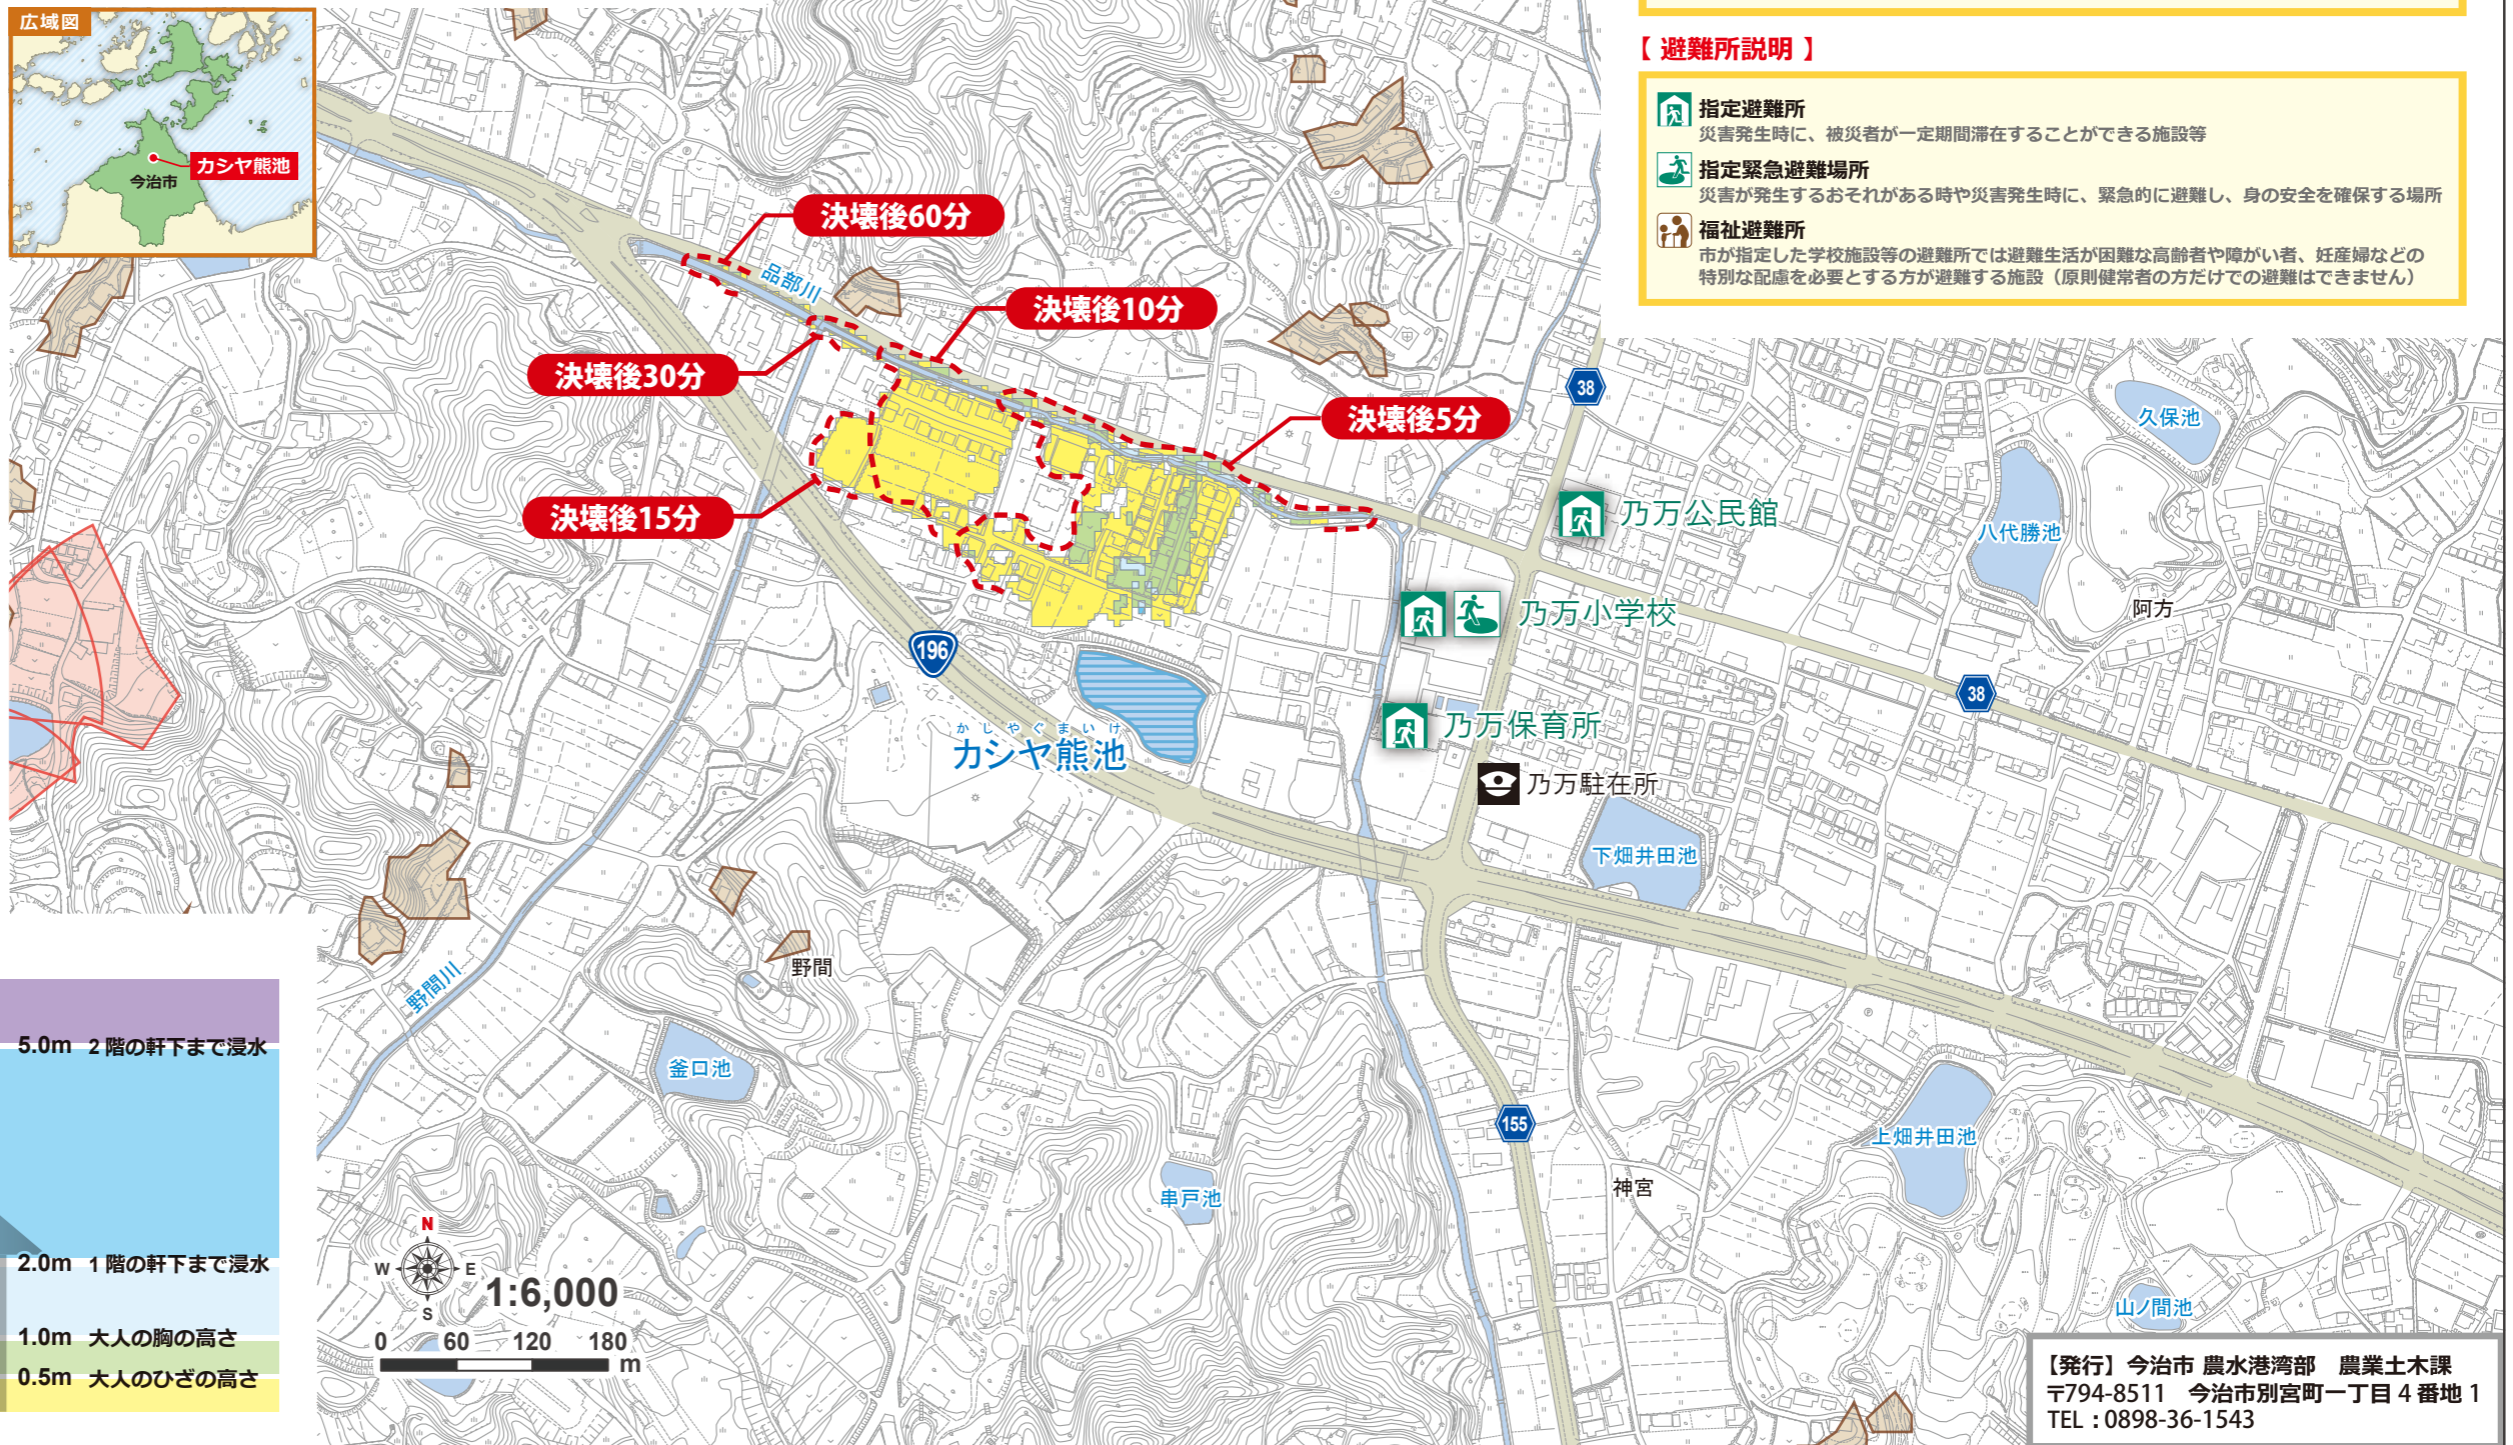 広域図
今治市
カシヤ熊池
【 避難所説明 】
指定避難所
災害発生時に、被災者が一定期間滞在することができる施設等
指定緊急避難場所
災害が発生するおそれがある時や災害発生時に、緊急的に避難し、身の安全を確保する場所
福祉避難所
市が指定した学校施設等の避難所では避難生活が困難な高齢者や障がい者、妊産婦などの
特別な配慮を必要とする方が避難する施設（原則健常者の方だけでの避難はできません）
決壊後60分
品部川
決壊後10分
決壊後30分
決壊後5分
決壊後15分
38
久保池
八代勝池
阿方
乃万公民館
乃万小学校
196
38
かしやぐまいけ
カシヤ熊池
乃万保育所
乃万駐在所
下畑井田池
野間
野間川
釜口池
155
上畑井田池
神宮
串戸池
山ノ間池
5.0m 2階の軒下まで浸水
2.0m 1階の軒下まで浸水
1.0m 大人の胸の高さ
0.5m 大人のひざの高さ
N
W E
S
1:6,000
0 60 120 180
m
【発行】今治市 農水港湾部　農業土木課
〒794-8511　今治市別宮町一丁目４番地１
TEL：0898-36-1543